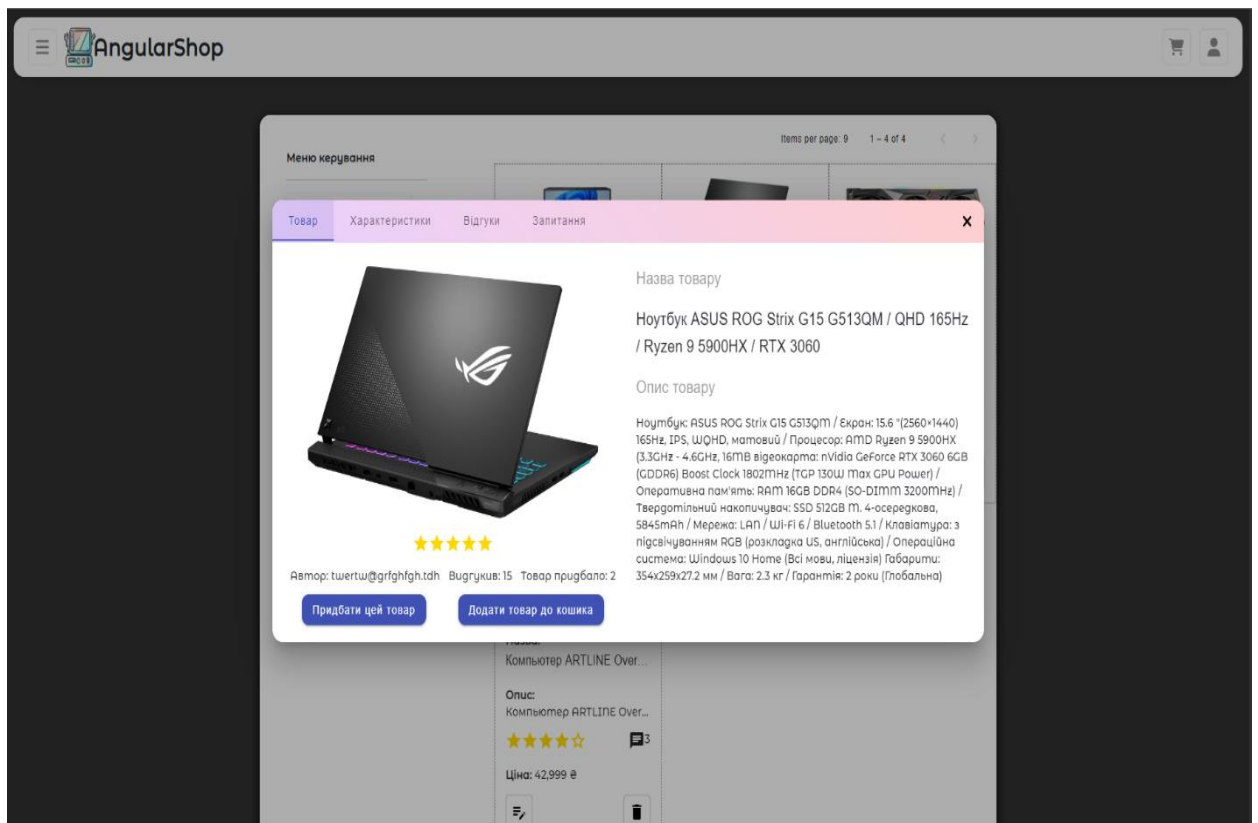 AngularShop
Items per page: 9 1 – 4 of 4
Меню керування
Товар Характеристики Відгуки Запитання X
Назва товару
Ноутбук ASUS ROG Strix G15 G513QM / QHD 165Hz
/ Ryzen 9 5900HX / RTX 3060
Опис товару
Ноутбук: ASUS ROG Strix G15 G513QM / Екран: 15.6 "(2560×1440)
165Hz, IPS, WQHD, матовий / Процесор: AMD Ryzen 9 5900HX
(3.3GHz - 4.6GHz, 16MB відеокарта: nVidia GeForce RTX 3060 6GB
(GDDR6) Boost Clock 1802MHz (TGP 130W Max GPU Power) /
Оперативна пам'ять: RAM 16GB DDR4 (SO-DIMM 3200MHz) /
Твердотільний накопичувач: SSD 512GB M. 4-осередкова,
5845mAh / Мережа: LAN / Wi-Fi 6 / Bluetooth 5.1 / Клавіатура: з
підсвічуванням RGB (розкладка US, англійська) / Операційна
система: Windows 10 Home (Всі мови, ліцензія) Габарити:
354x259x27.2 мм / Вага: 2.3 кг / Гарантія: 2 роки (Глобальна)
Автор: twertw@grfghfgh.tdh Видгукив: 15 Товар придбало: 2
Придбати цей товар Додати товар до кошика
Назва:
Компьютер ARTLINE Over...
Опис:
Компьютер ARTLINE Over...
3
Ціна: 42,999 ₴